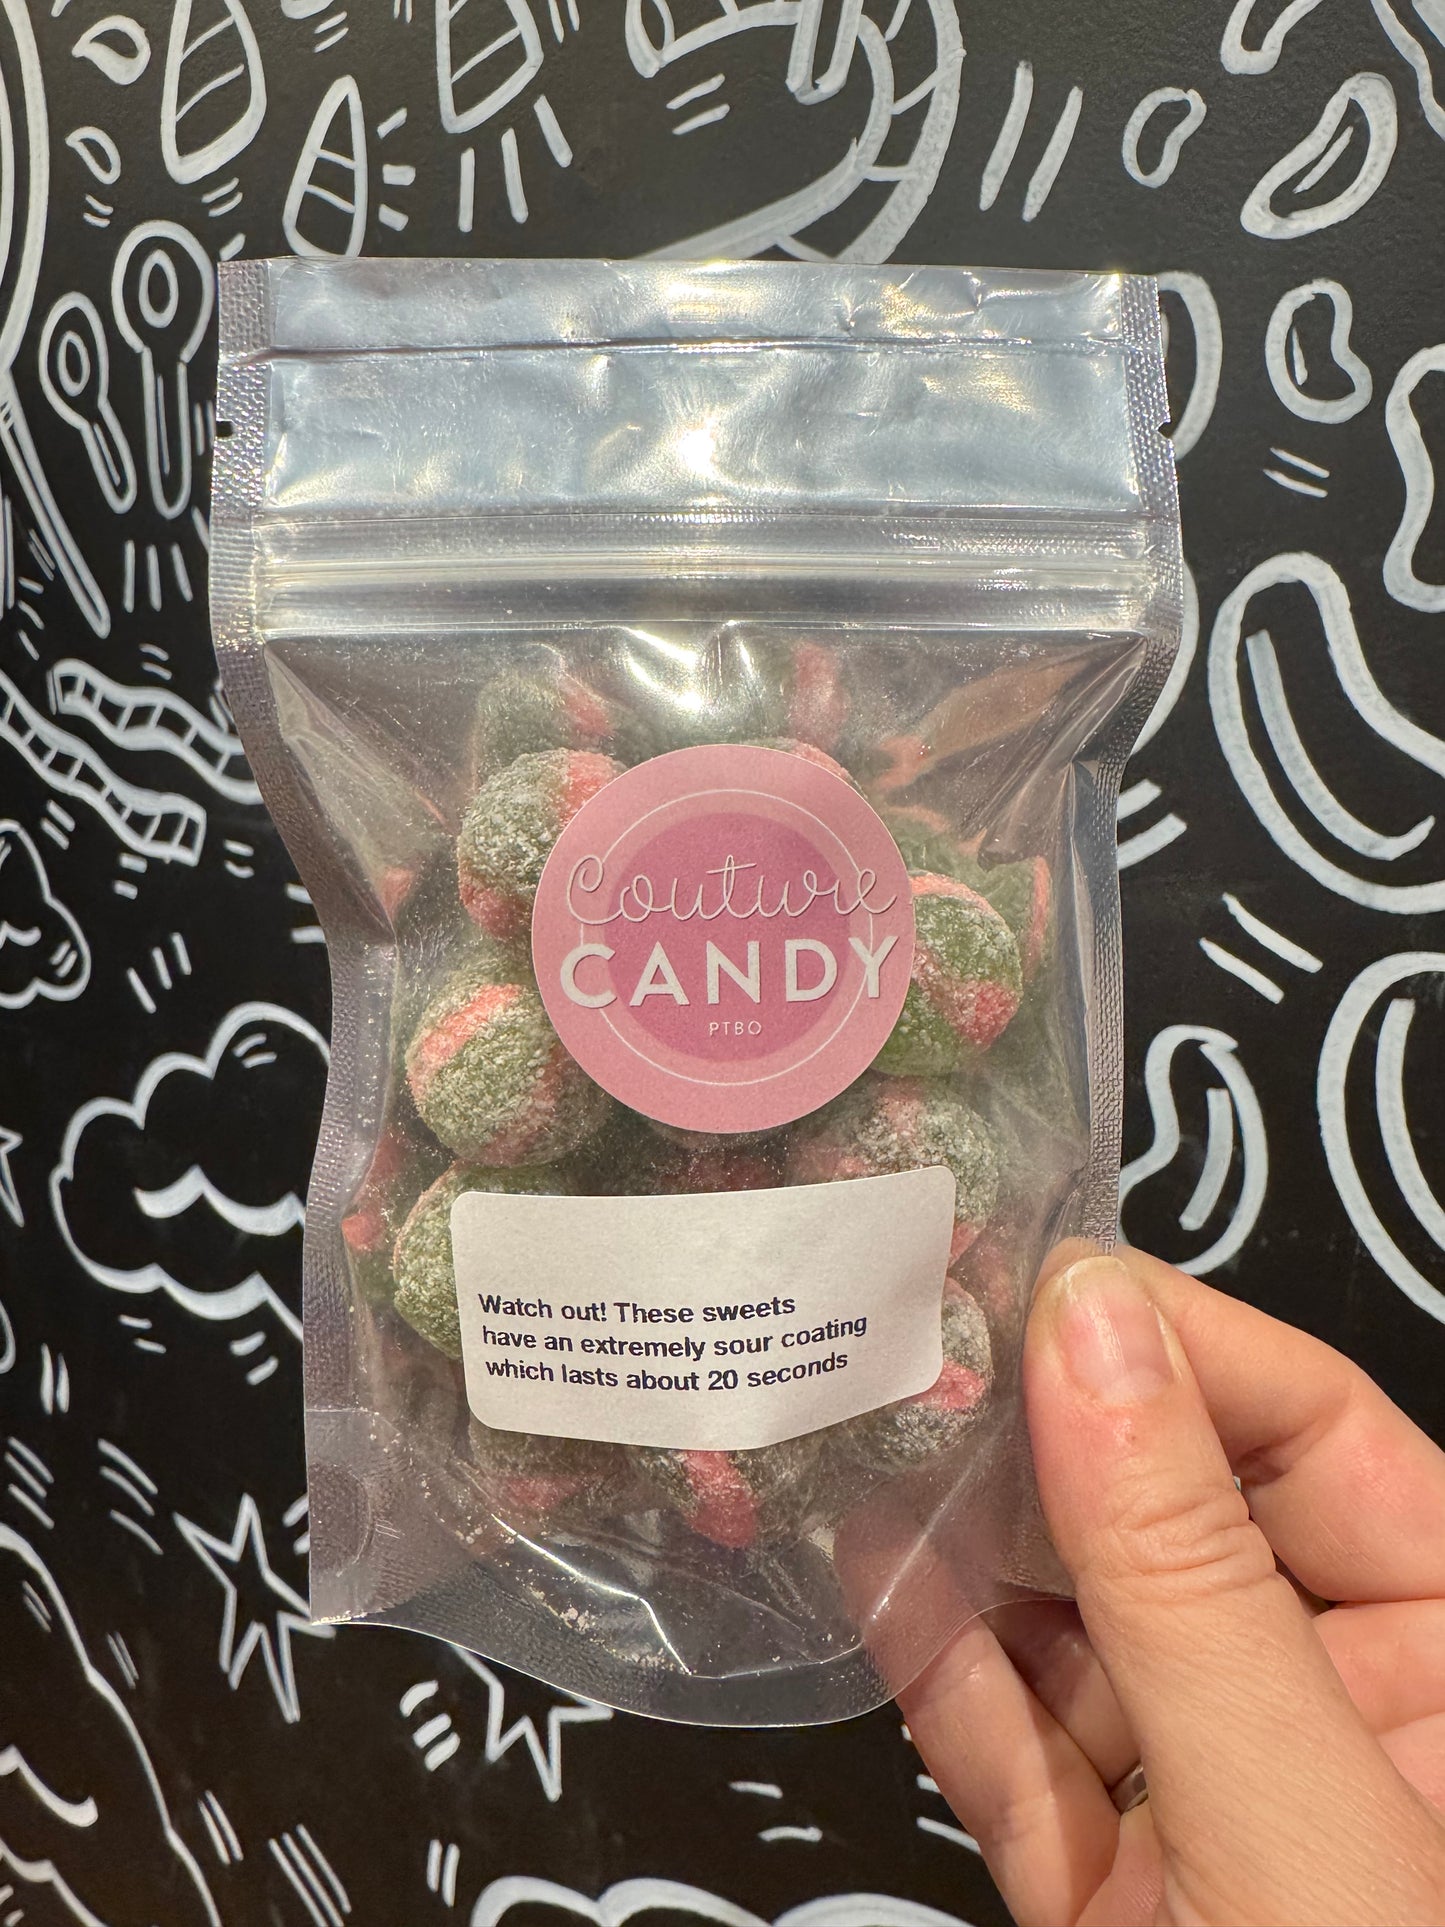 Couture
CANDY
PTBO
Watch out! These sweets
have an extremely sour coating
which lasts about 20 seconds